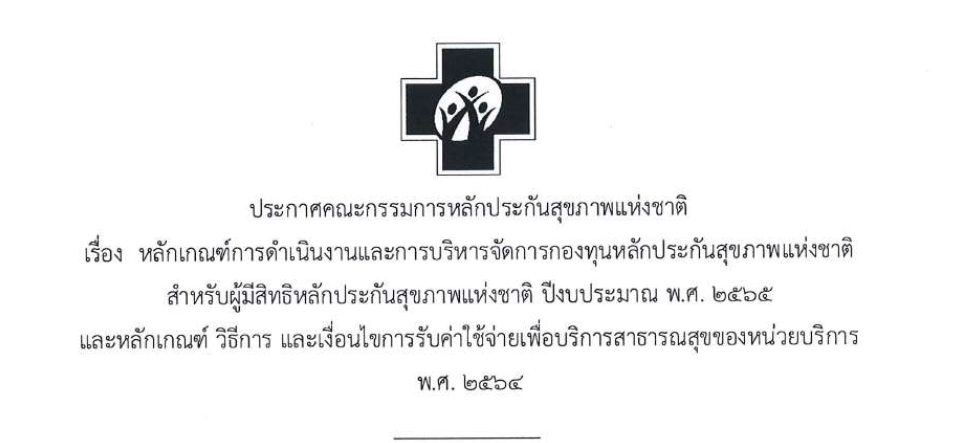 ประกาศคณะกรรมการหลักประกันสุขภาพแห่งชาติ
เรื่อง หลักเกณฑ์การดำเนินงานและการบริหารจัดการกองทุนหลักประกันสุขภาพแห่งชาติ
สำหรับผู้มีสิทธิหลักประกันสุขภาพแห่งชาติ ปีงบประมาณ พ.ศ. ๒๕๖๕
และหลักเกณฑ์ วิธีการ และเงื่อนไขการรับค่าใช้จ่ายเพื่อบริการสาธารณสุขของหน่วยบริการ
พ.ศ. ๒๕๖๔